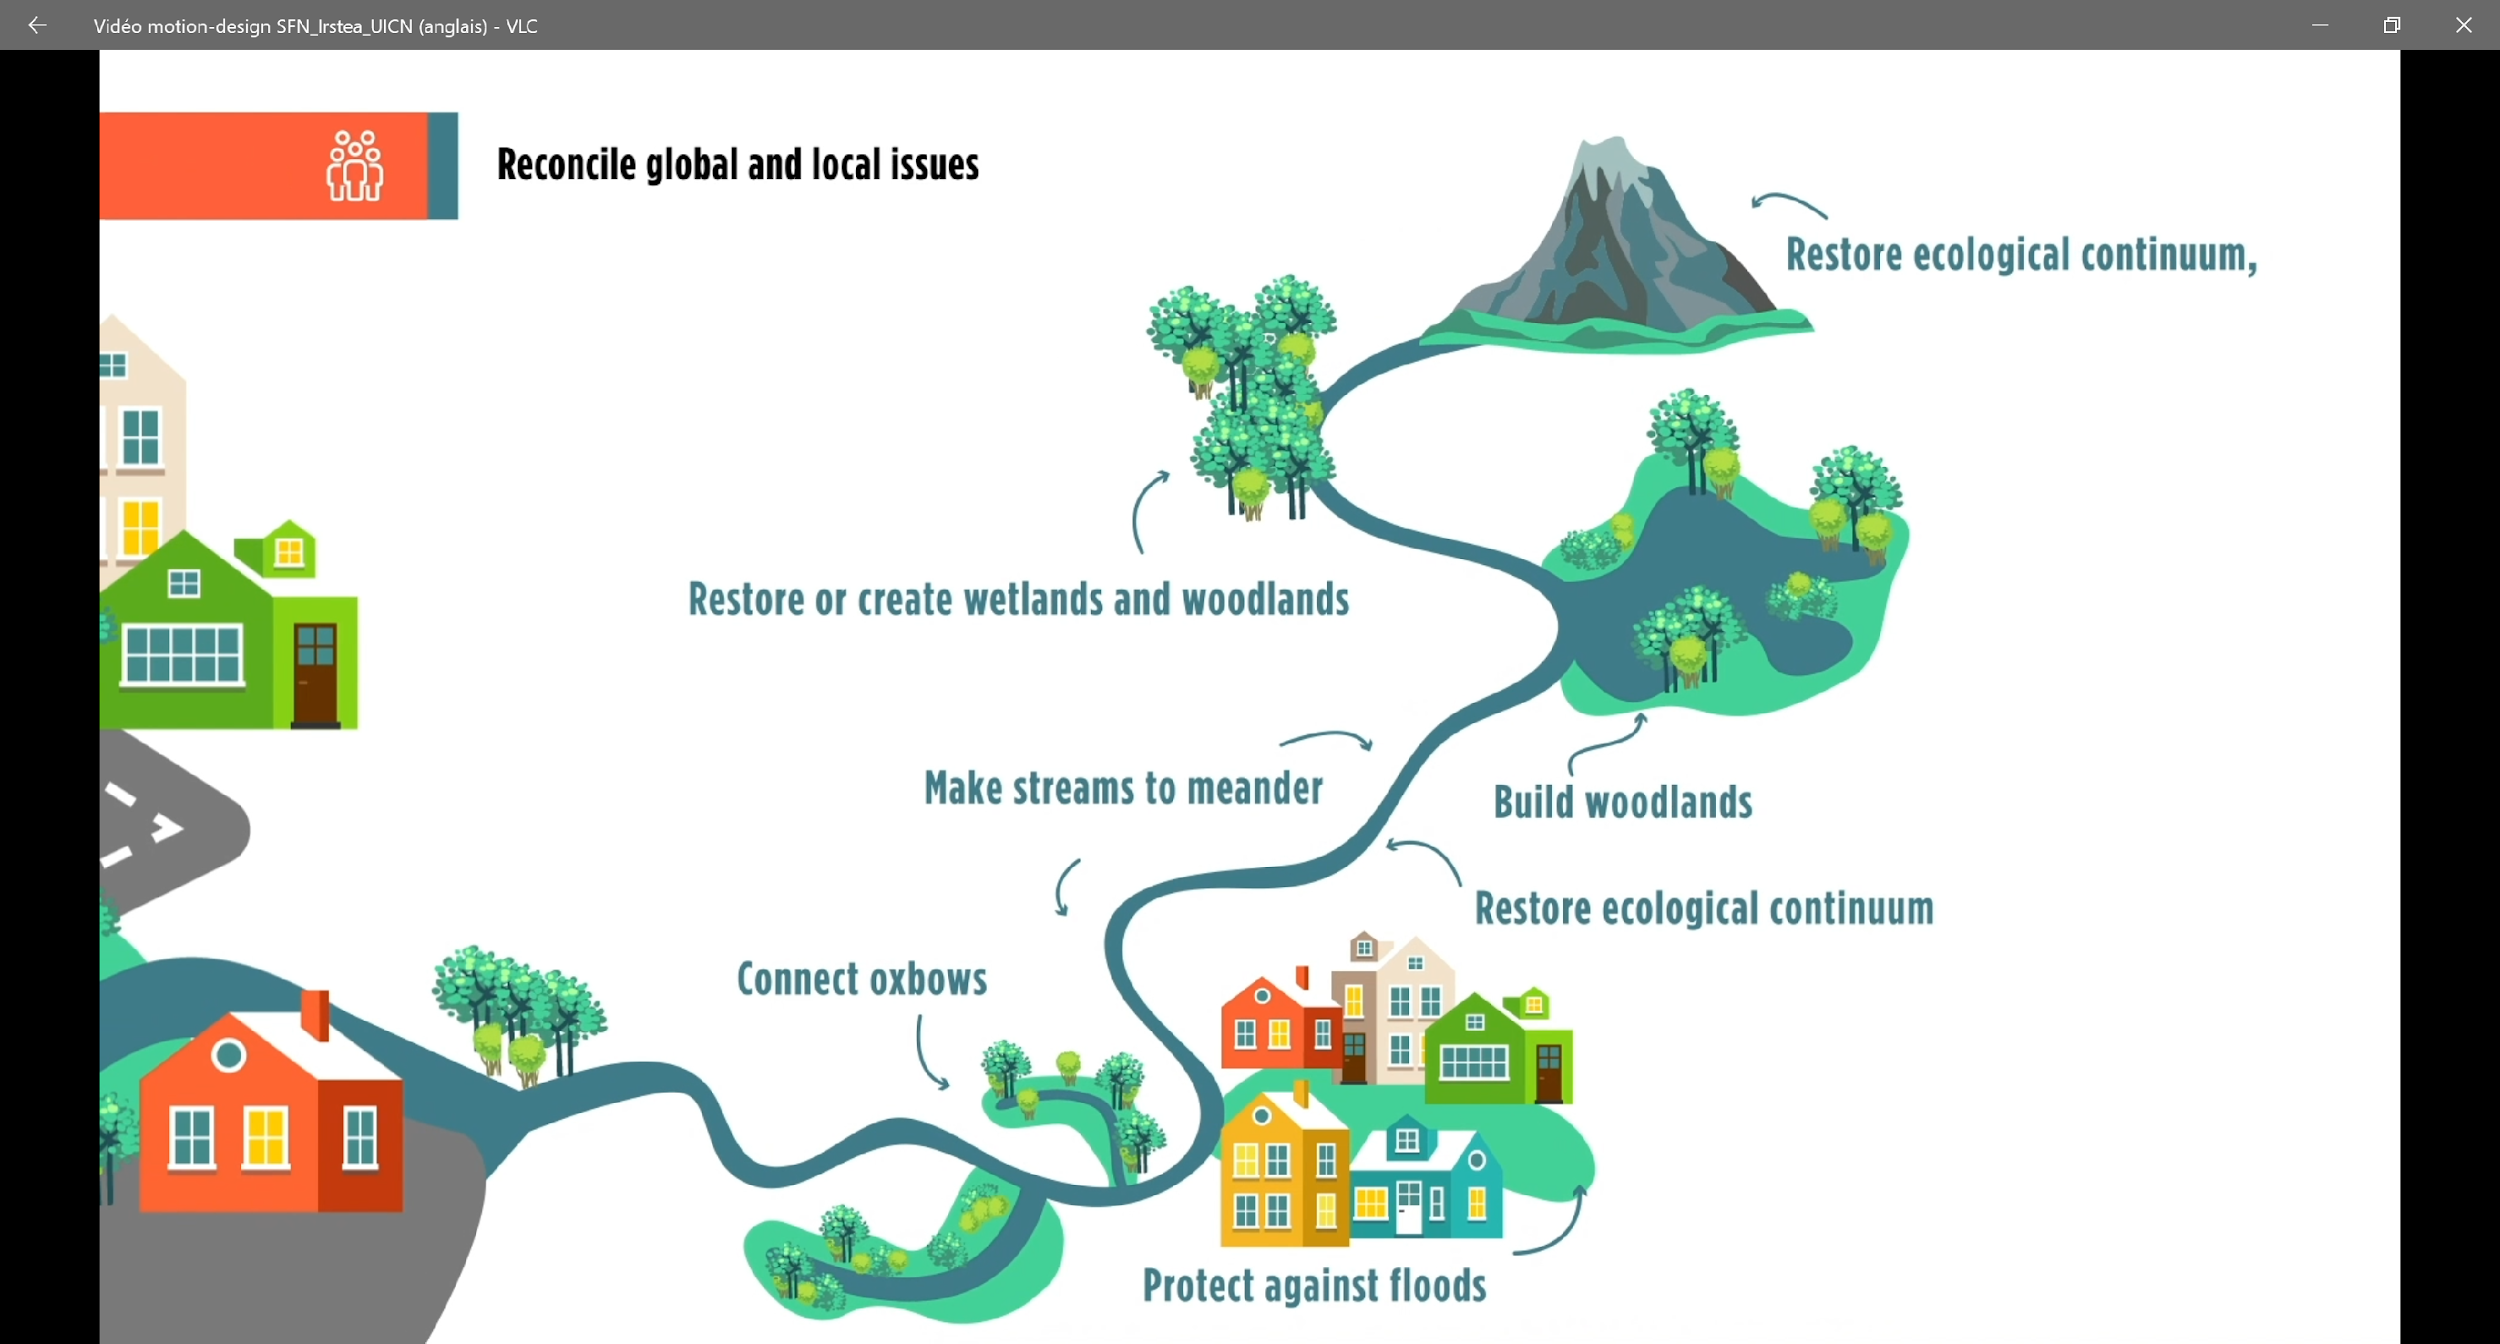 Vidéo motion-design SFN_Irstea_UICN (anglais) - VLC
Reconcile global and local issues
Restore ecological continuum,
Restore or create wetlands and woodlands
Make streams to meander
Build woodlands
Restore ecological continuum
Connect oxbows
Protect against floods